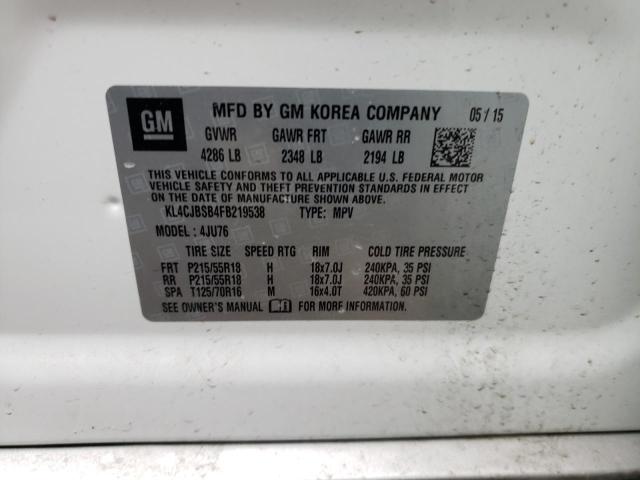 GM MFD BY GM KOREA COMPANY 05/15
GVWR GAWR FRT GAWR RR
4286 LB 2348 LB 2194 LB
THIS VEHICLE CONFORMS TO ALL APPLICABLE U.S. FEDERAL MOTOR
VEHICLE SAFETY AND THEFT PREVENTION STANDARDS IN EFFECT
ON THE DATE OF MANUFACTURE SHOWN ABOVE.
KL4CJBSB4FB219538 TYPE: MPV
MODEL: 4JU76
TIRE SIZE SPEED RTG RIM COLD TIRE PRESSURE
FRT P215/55R18 H 18x7.0J 240KPA, 35 PSI
RR P215/55R18 H 18x7.0J 240KPA, 35 PSI
SPA T125/70R16 M 16x4.0T 420KPA, 60 PSI
SEE OWNER'S MANUAL FOR MORE INFORMATION.